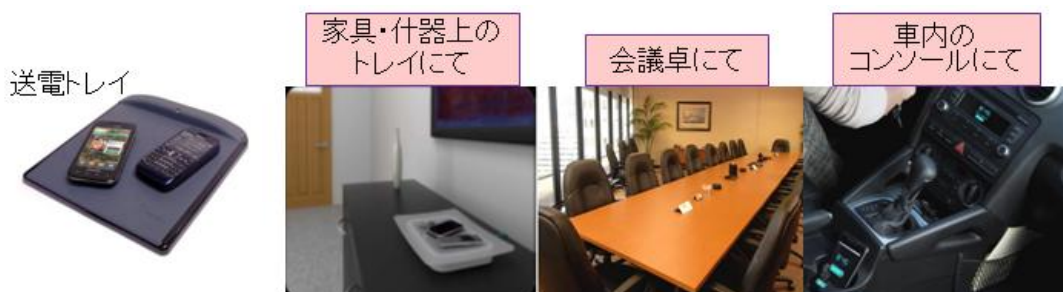 送電トレイ
家具・什器上の
トレイにて
会議卓にて
車内の
コンソールにて